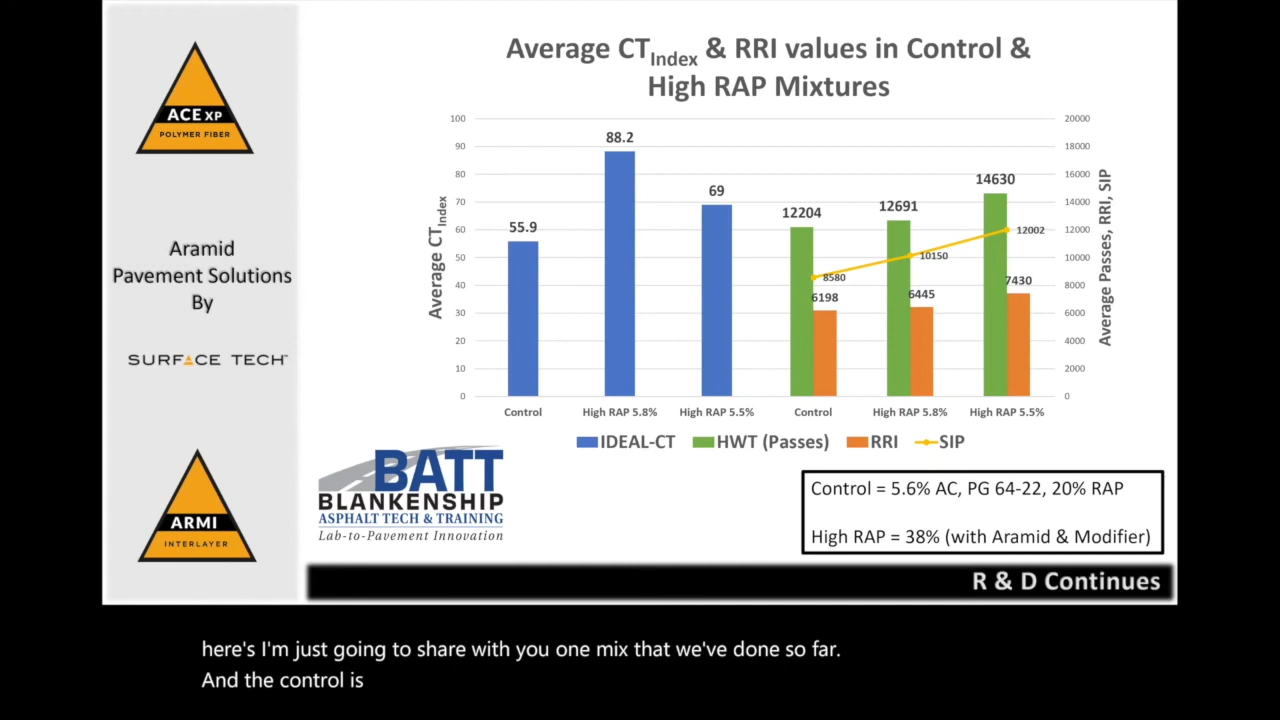 Average CTIndex & RRI values in Control &
High RAP Mixtures
ACE XP
POLYMER FIBER
Aramid
Pavement Solutions
By
SURFACE TECH
ARMI
INTERLAYER
Average CTIndex
100
90
80
70
60
50
40
30
20
10
0
20000
18000
16000
14000
12000
10000
8000
6000
4000
2000
0
Average Passes, RRI, SIP
55.9
88.2
69
12204
12691
14630
8580
10150
12002
6198
6445
7430
Control
High RAP 5.8%
High RAP 5.5%
Control
High RAP 5.8%
High RAP 5.5%
IDEAL-CT HWT (Passes) RRI SIP
BATT
BLANKENSHIP
ASPHALT TECH & TRAINING
Lab-to-Pavement Innovation
Control = 5.6% AC, PG 64-22, 20% RAP
High RAP = 38% (with Aramid & Modifier)
R & D Continues
here's I'm just going to share with you one mix that we've done so far.
And the control is